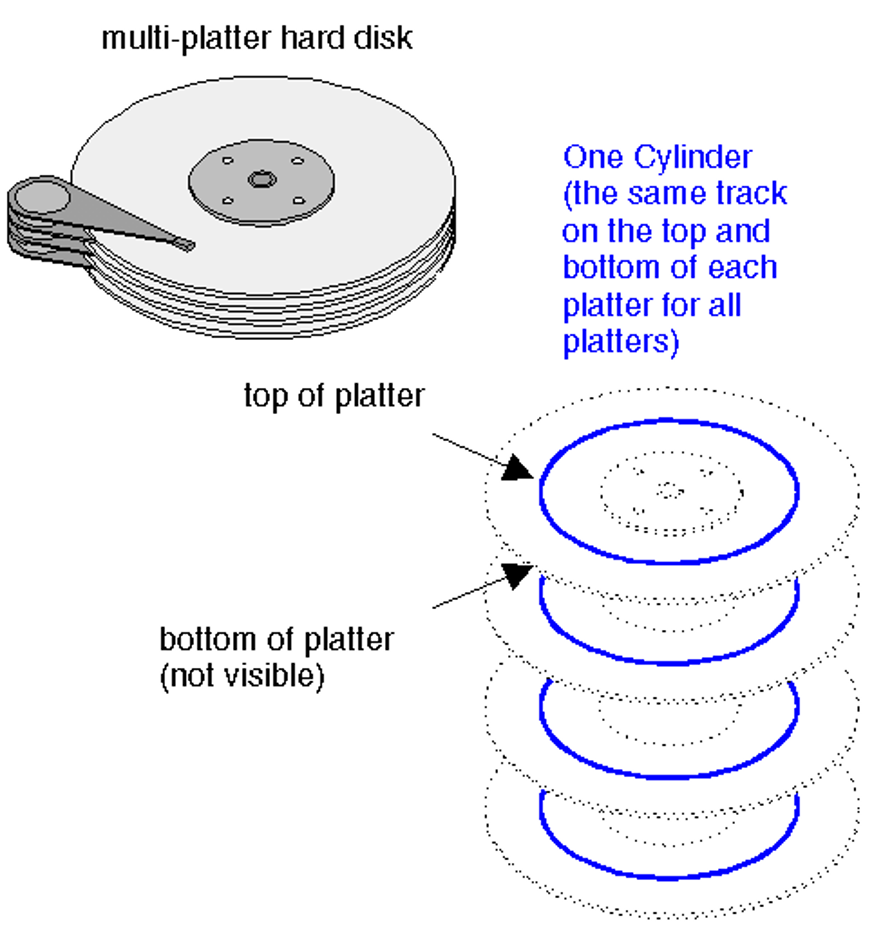 multi-platter hard disk
One Cylinder
(the same track
on the top and
bottom of each
platter for all
platters)
top of platter
bottom of platter
(not visible)